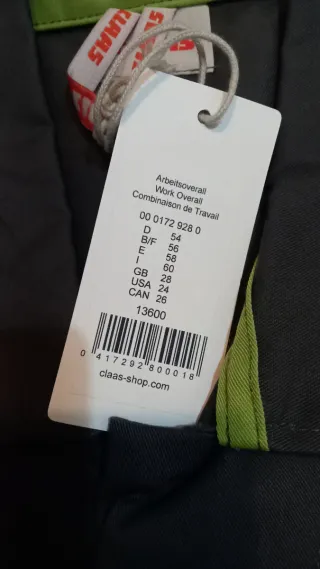 CLAAS
Arbeitsoverall
Work Overall
Combinaison de Travail
00 0172 928 0
D 54
B/F 56
E 58
I 60
GB 28
USA 24
CAN 26
13600
0 417292 800018
claas-shop.com